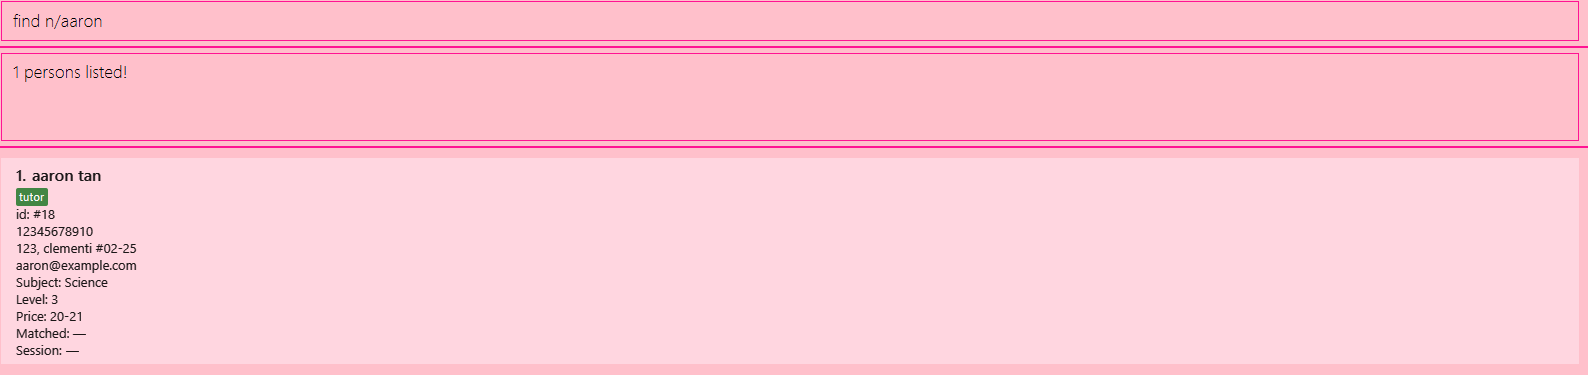 find n/aaron
1 persons listed!
1. aaron tan
tutor
id: #18
12345678910
123, clementi #02-25
aaron@example.com
Subject: Science
Level: 3
Price: 20-21
Matched: —
Session: —